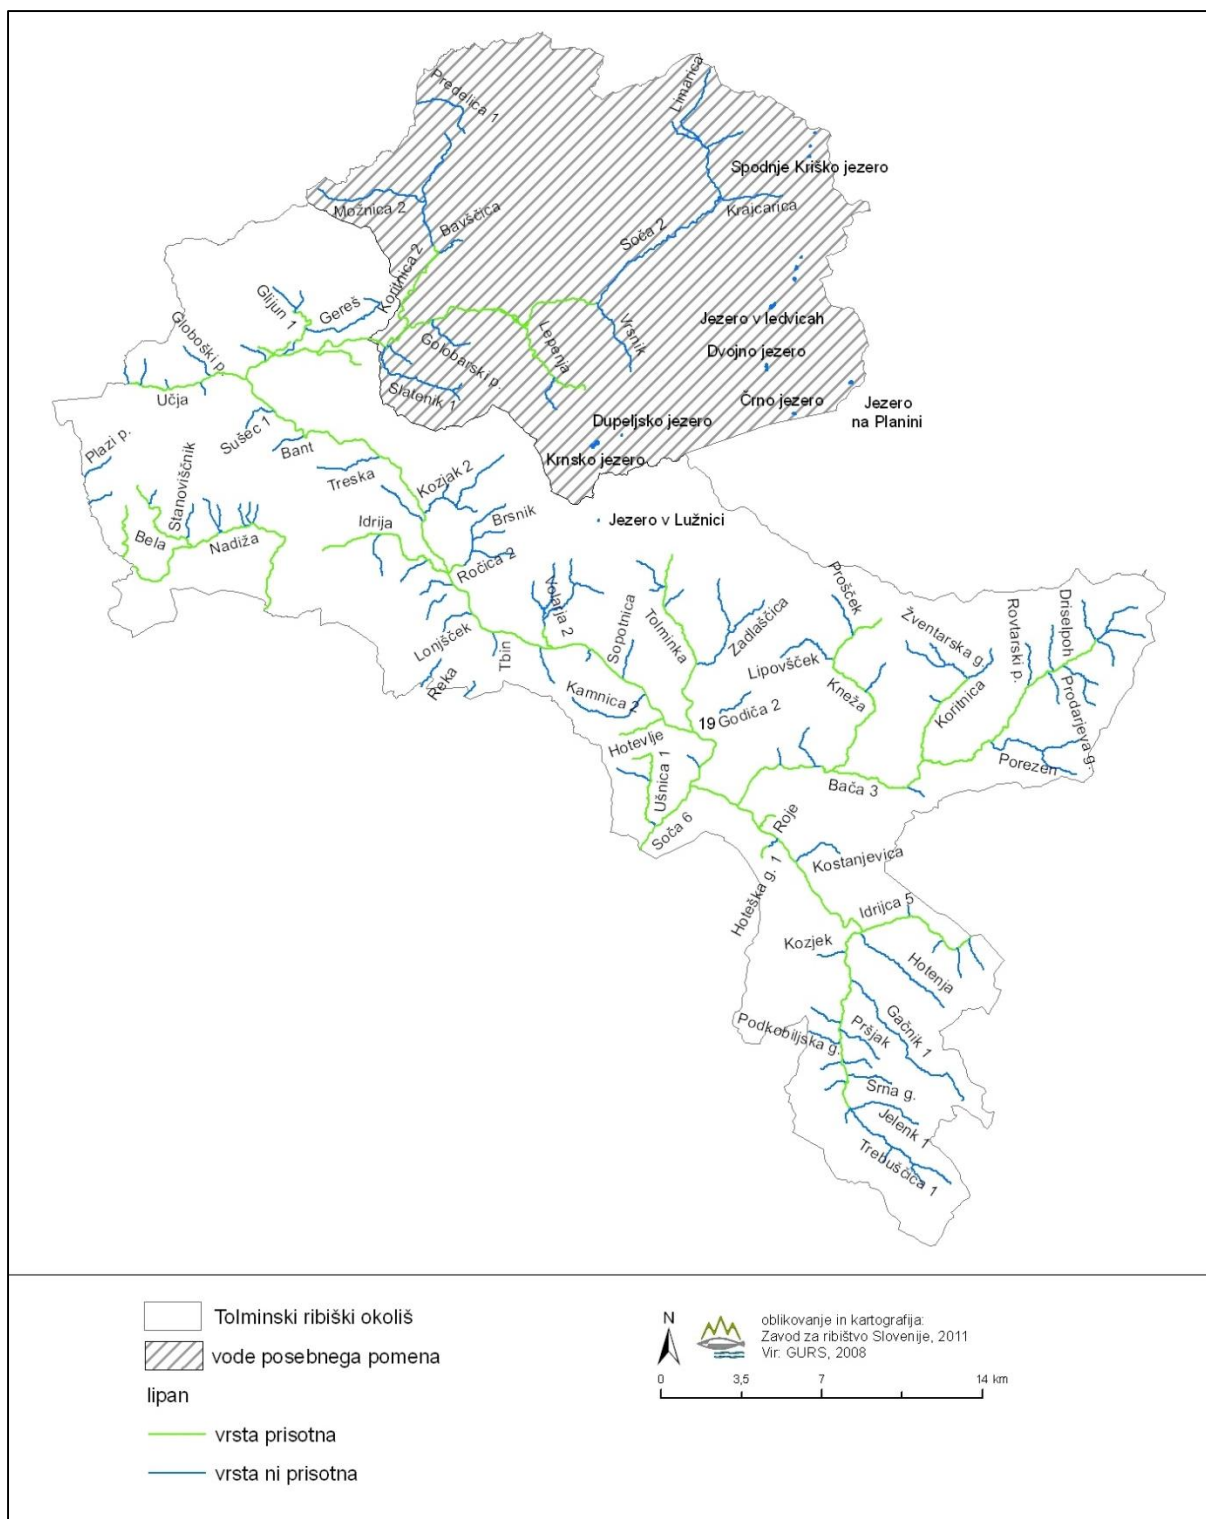 Predelica 1
Limarica
Spodnje Kriško jezero
Možnica 2
Krajcarica
Bavščica
Soča 2
Koritnica 2
Glijun 1
Gereš
Vrsnik
Jezero v ledvicah
Globoški p.
Lepenja
Golobarski p.
Dvojno jezero
Učja
Slatenik 1
Črno jezero
Jezero
na Planini
Sušec 1
Dupeljsko jezero
Plazi p.
Bant
Krnsko jezero
Treska
Kozjak 2
Stanoviščnik
Idrija
Brsnik
Jezero v Lužnici
Bela
Nadiža
Ročica 2
Volarja 2
Sopotnica
Tolminka
Zadlaščica
Prošček
Žventarska g.
Rovtarski p.
Driselpoh
Lonjšček
Tbin
Lipovšček
Reka
Kamnica 2
Kneža
Koritnica
Prodarjeva g.
19
Godiča 2
Hotevlje
Porezen
Ušnica 1
Bača 3
Soča 6
Roje
Kostanjevica
Hoteška g. 1
Idrijca 5
Kozjek
Hotenja
Gačnik 1
Podkobiljska g.
Pršjak
Srna g.
Jelenk 1
Trebuščica 1
Tolminski ribiški okoliš
vode posebnega pomena
lipan
vrsta prisotna
vrsta ni prisotna
N
oblikovanje in kartografija:
Zavod za ribištvo Slovenije, 2011
Vir: GURS, 2008
0 3,5 7 14 km